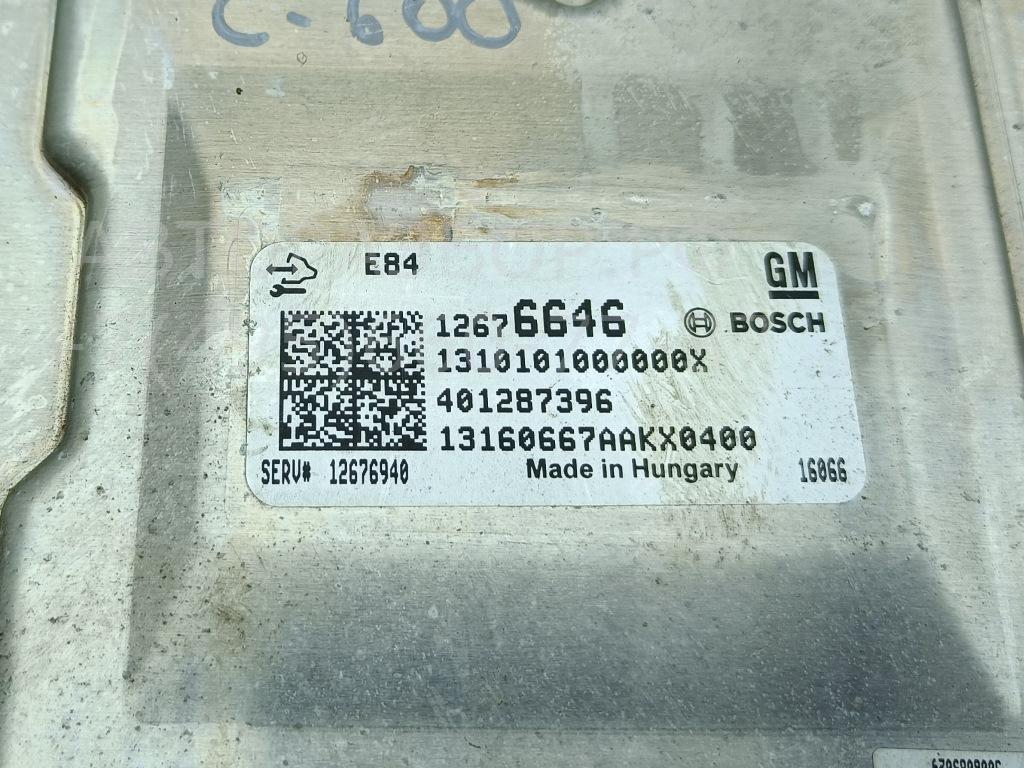 C-600
E84
GM
12676646 BOSCH
1310101000000X
401287396
13160667AAKX0400
SERV# 12676940 Made in Hungary 16066